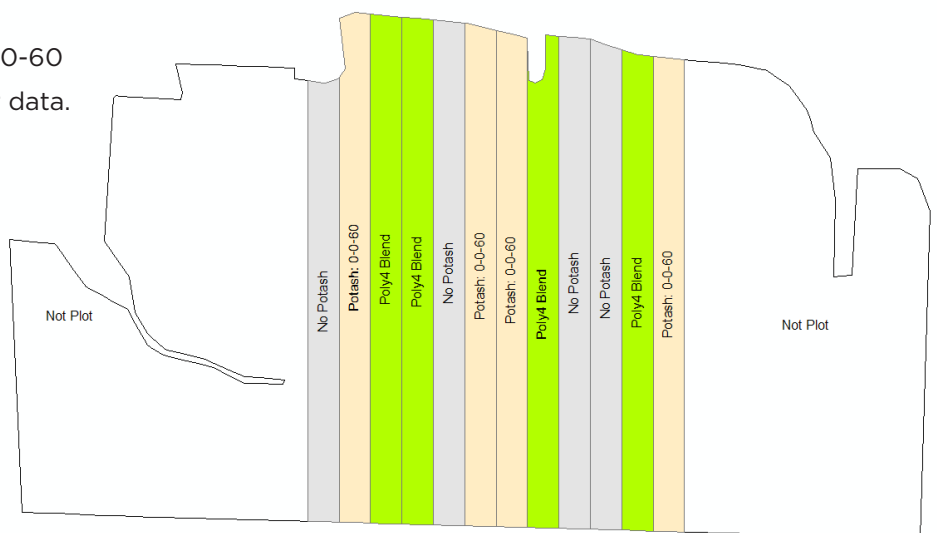 0-60
data.
Not Plot
No Potash
Potash: 0-0-60
Poly4 Blend
Poly4 Blend
No Potash
Potash: 0-0-60
Potash: 0-0-60
Poly4 Blend
No Potash
No Potash
Poly4 Blend
Potash: 0-0-60
Not Plot